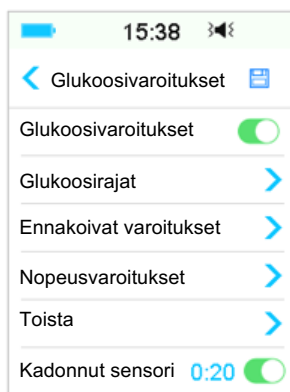 15:38
Glukoosivaroitukset
Glukoosivaroitukset
Glukoosirajat
Ennakoivat varoitukset
Nopeusvaroitukset
Toista
Kadonnut sensori 0:20